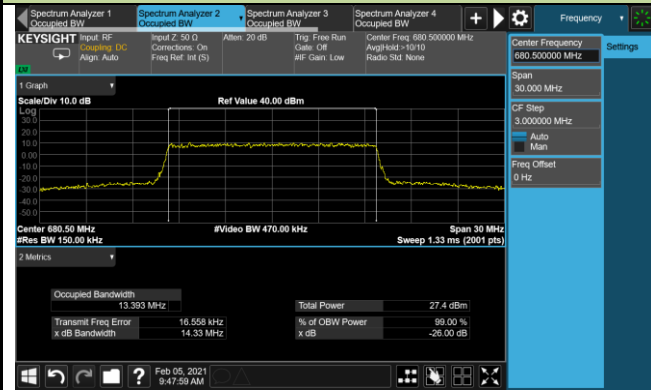 Spectrum Analyzer 1
Occupied BW
Spectrum Analyzer 2
Occupied BW
Spectrum Analyzer 3
Occupied BW
Spectrum Analyzer 4
Occupied BW
Frequency
KEYSIGHT
Input: RF
Coupling: DC
Align: Auto
Input Z: 50 Ω
Corrections: On
Freq Ref: Int (S)
Atten: 20 dB
Trig: Free Run
Gate: Off
#IF Gain: Low
Center Freq: 680.500000 MHz
Avg|Hold:>10/10
Radio Std: None
Center Frequency
680.500000 MHz
Settings
Span
30.000 MHz
CF Step
3.000000 MHz
Auto
Man
Freq Offset
0 Hz
1 Graph
Scale/Div 10.0 dB
Ref Value 40.00 dBm
Log
30.0
20.0
10.0
0.00
-10.0
-20.0
-30.0
-40.0
-50.0
Center 680.50 MHz
#Video BW 470.00 kHz
Span 30 MHz
#Res BW 150.00 kHz
Sweep 1.33 ms (2001 pts)
2 Metrics
Occupied Bandwidth
13.393 MHz
Total Power 27.4 dBm
Transmit Freq Error 16.558 kHz
% of OBW Power 99.00 %
x dB Bandwidth 14.33 MHz
x dB -26.00 dB
Feb 05, 2021
9:47:59 AM